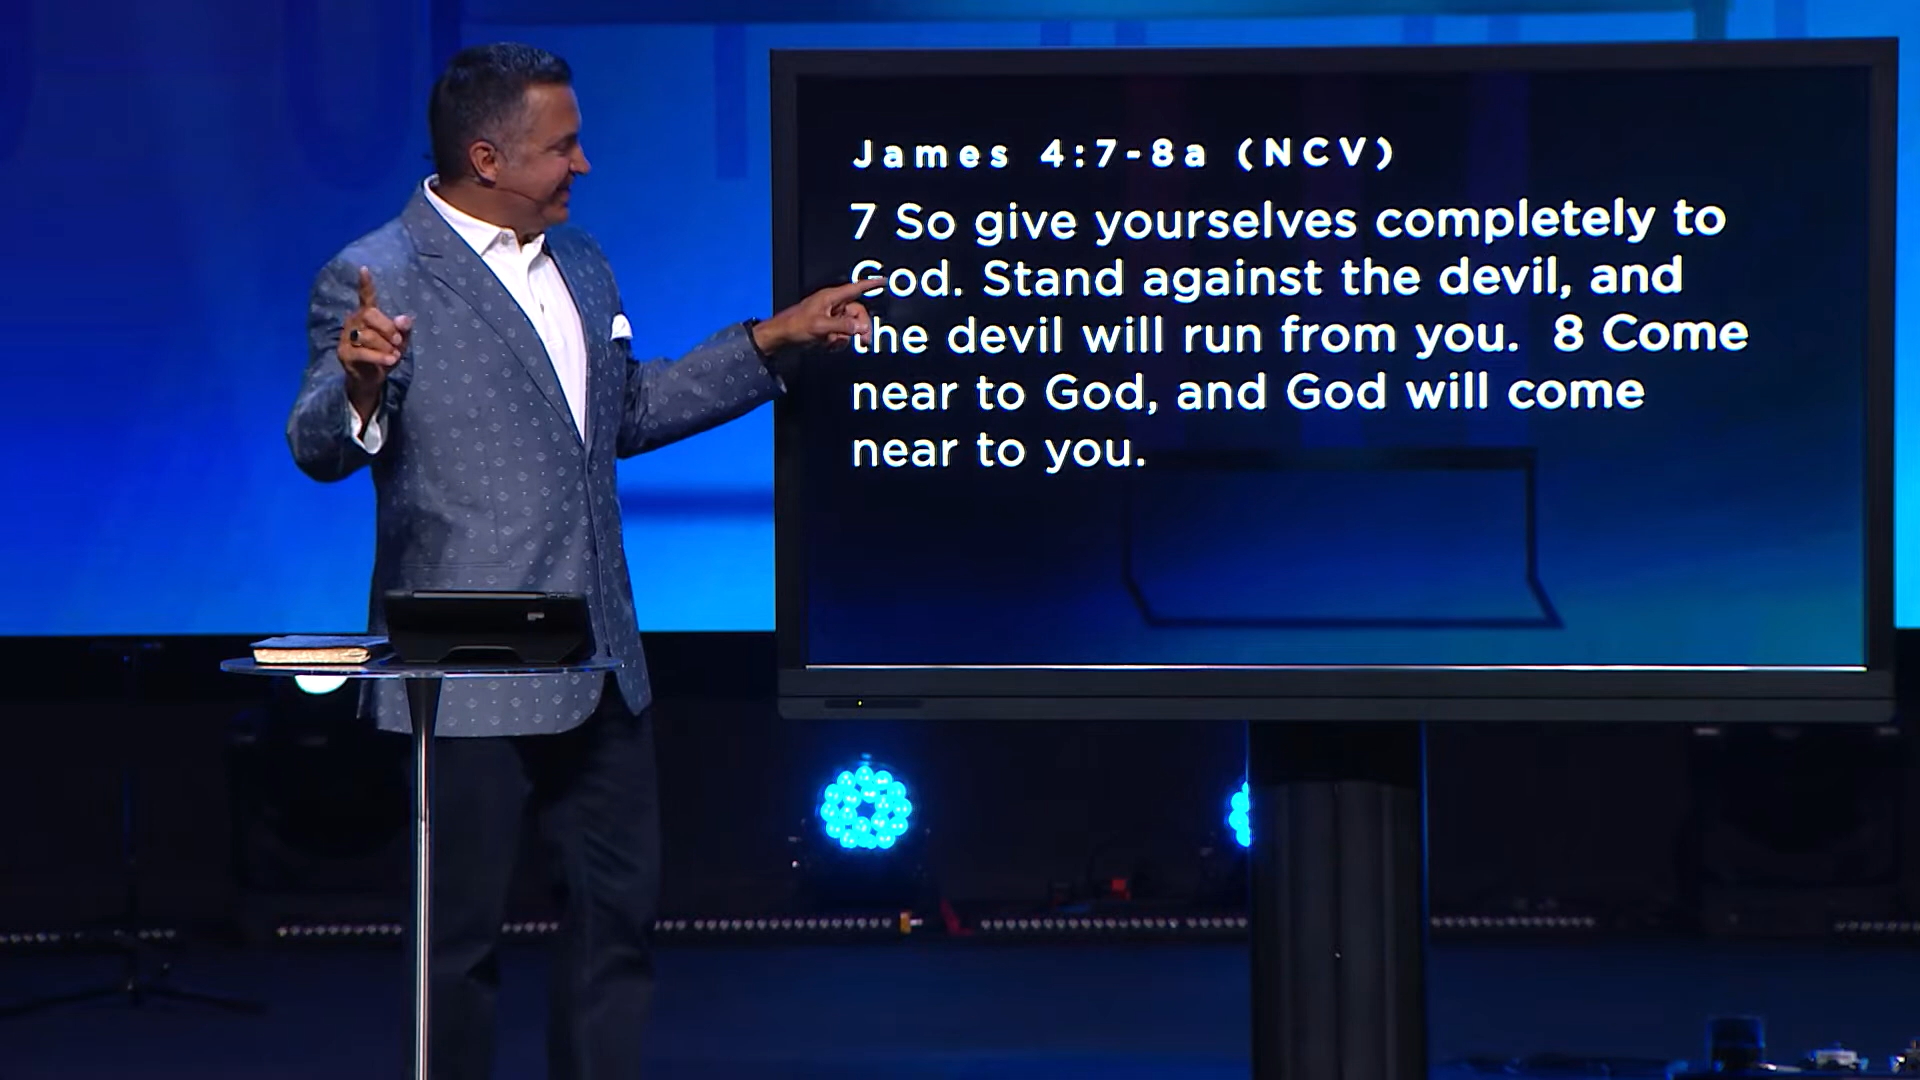 James 4:7-8a (NCV)
7 So give yourselves completely to
God. Stand against the devil, and
the devil will run from you. 8 Come
near to God, and God will come
near to you.